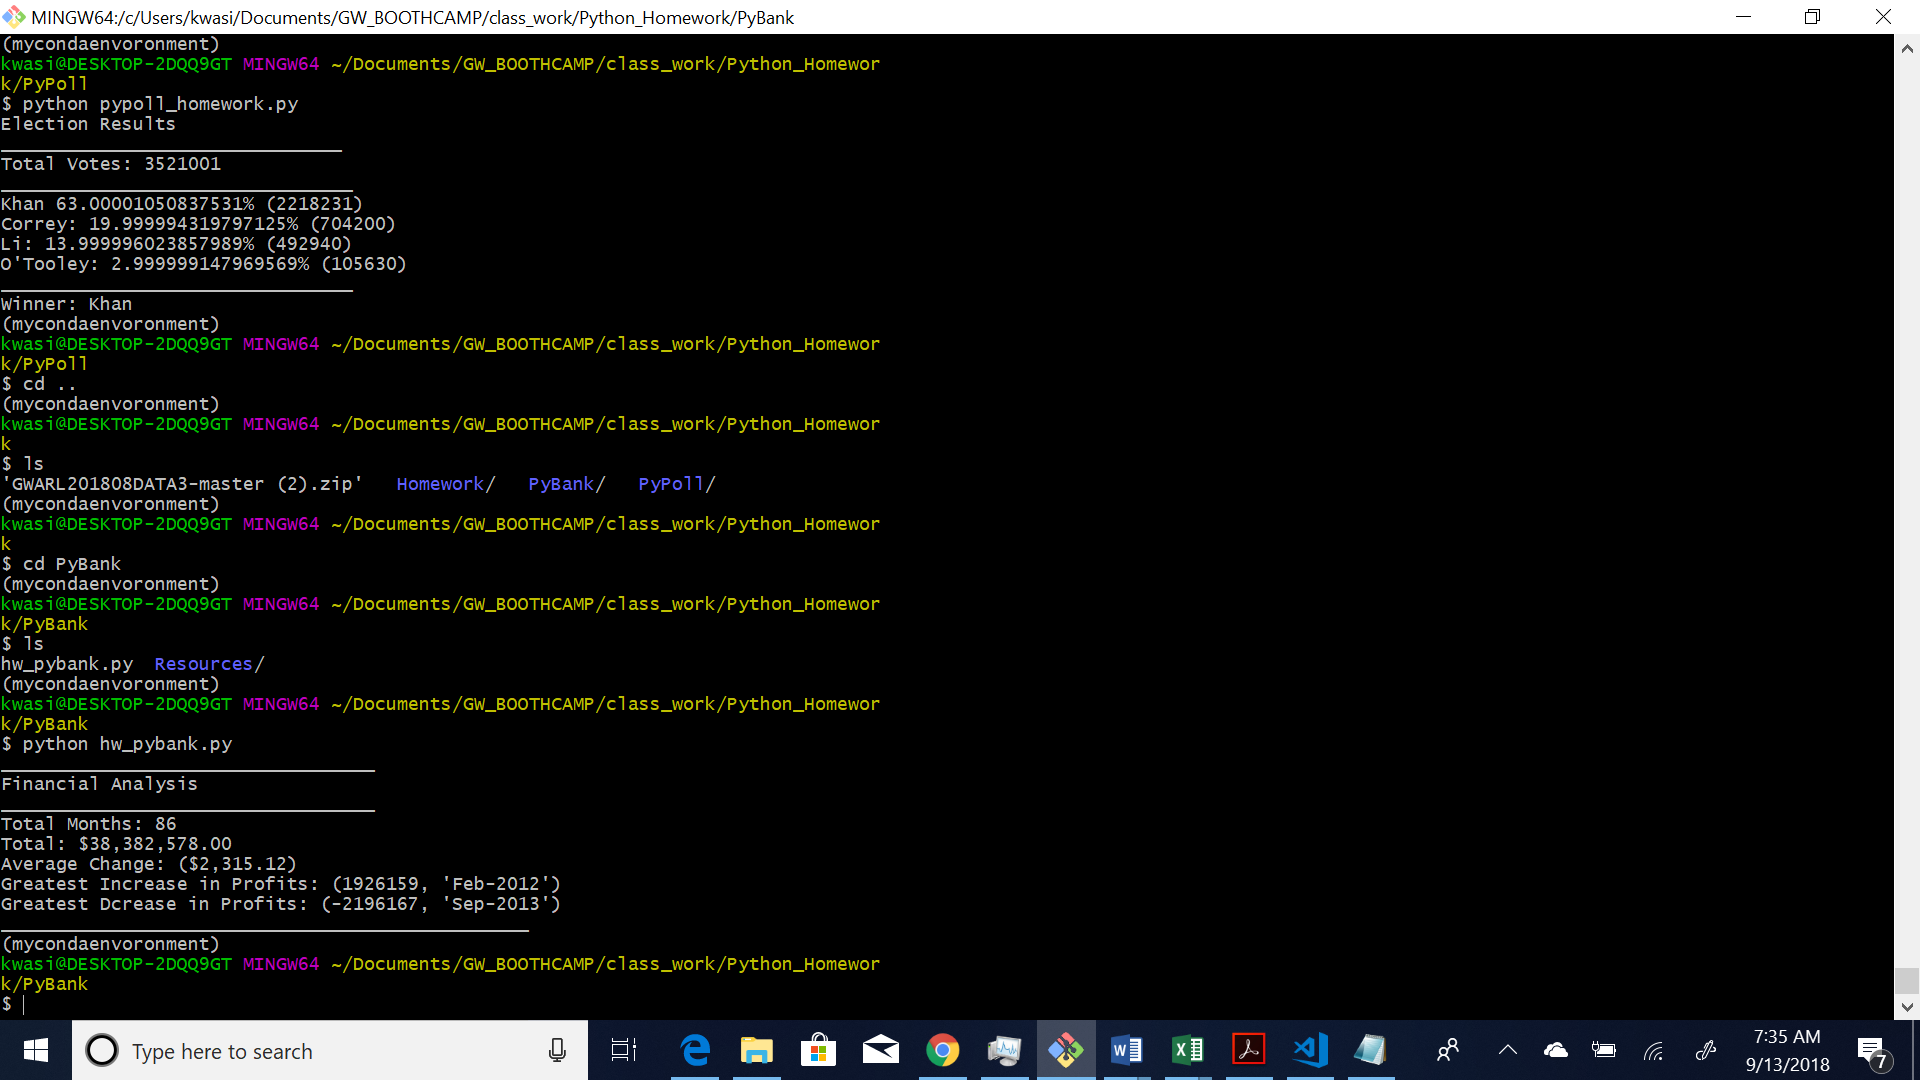 MINGW64:/c/Users/kwasi/Documents/GW_BOOTHCAMP/class_work/Python_Homework/PyBank
(mycondaenvoronment)
kwasi@DESKTOP-2DQQ9GT MINGW64 ~/Documents/GW_BOOTHCAMP/class_work/Python_Homewor
k/PyPoll
$ python pypoll_homework.py
Election Results
_______________________________
Total Votes: 3521001
________________________________
Khan 63.00001050837531% (2218231)
Correy: 19.999994319797125% (704200)
Li: 13.999996023857989% (492940)
O'Tooley: 2.999999147969569% (105630)
________________________________
Winner: Khan
(mycondaenvoronment)
kwasi@DESKTOP-2DQQ9GT MINGW64 ~/Documents/GW_BOOTHCAMP/class_work/Python_Homewor
k/PyPoll
$ cd ..
(mycondaenvoronment)
kwasi@DESKTOP-2DQQ9GT MINGW64 ~/Documents/GW_BOOTHCAMP/class_work/Python_Homewor
k
$ ls
'GWARL201808DATA3-master (2).zip'   Homework/   PyBank/   PyPoll/
(mycondaenvoronment)
kwasi@DESKTOP-2DQQ9GT MINGW64 ~/Documents/GW_BOOTHCAMP/class_work/Python_Homewor
k
$ cd PyBank
(mycondaenvoronment)
kwasi@DESKTOP-2DQQ9GT MINGW64 ~/Documents/GW_BOOTHCAMP/class_work/Python_Homewor
k/PyBank
$ ls
hw_pybank.py  Resources/
(mycondaenvoronment)
kwasi@DESKTOP-2DQQ9GT MINGW64 ~/Documents/GW_BOOTHCAMP/class_work/Python_Homewor
k/PyBank
$ python hw_pybank.py
__________________________________
Financial Analysis
__________________________________
Total Months: 86
Total: $38,382,578.00
Average Change: ($2,315.12)
Greatest Increase in Profits: (1926159, 'Feb-2012')
Greatest Dcrease in Profits: (-2196167, 'Sep-2013')
________________________________________________
(mycondaenvoronment)
kwasi@DESKTOP-2DQQ9GT MINGW64 ~/Documents/GW_BOOTHCAMP/class_work/Python_Homewor
k/PyBank
$
Type here to search
7:35 AM
9/13/2018
7